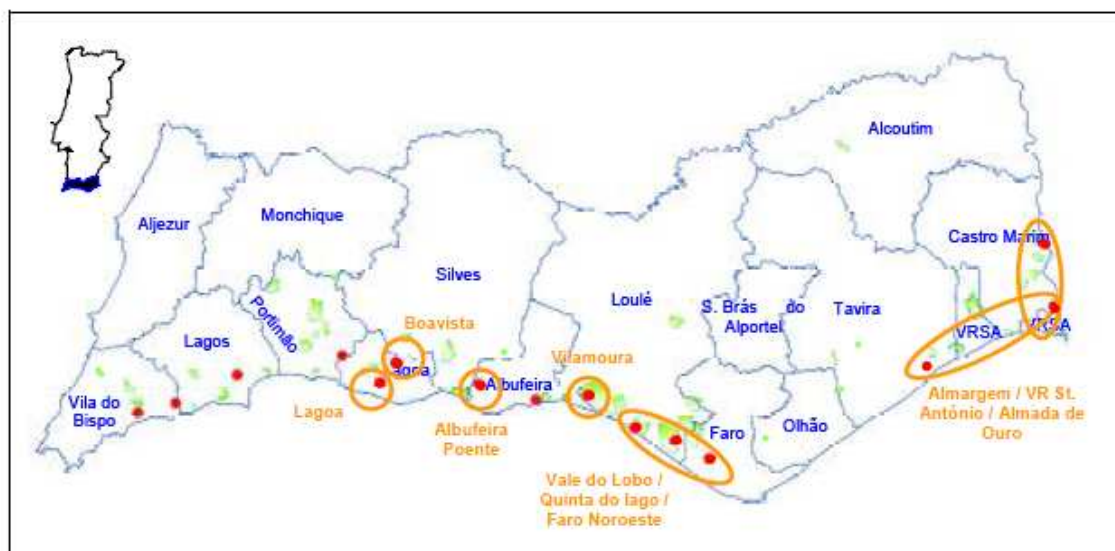 Alcoutim
Aljezur
Monchique
Castro Marim
Silves
Loulé
S. Brás do
Alportel
Tavira
Portimão
Boavista
Lagos
VRSA
VRSA
Vilamoura
Lagoa
Albufeira
Vila do
Bispo
Lagoa
Albufeira
Poente
Faro
Olhão
Almargem / VR St.
António / Almada de
Ouro
Vale do Lobo /
Quinta do lago /
Faro Noroeste